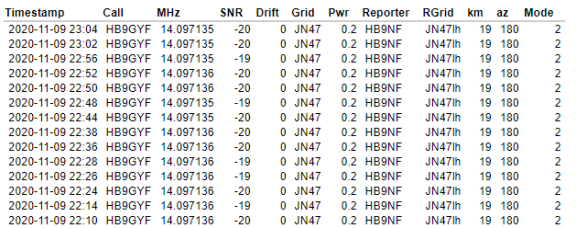 Timestamp Call MHz SNR Drift Grid Pwr Reporter RGrid km az Mode
2020-11-09 23:04 HB9GYF 14.097135 -20 0 JN47 0.2 HB9NF JN47lh 19 180 2
2020-11-09 23:02 HB9GYF 14.097135 -20 0 JN47 0.2 HB9NF JN47lh 19 180 2
2020-11-09 22:56 HB9GYF 14.097135 -19 0 JN47 0.2 HB9NF JN47lh 19 180 2
2020-11-09 22:52 HB9GYF 14.097136 -20 0 JN47 0.2 HB9NF JN47lh 19 180 2
2020-11-09 22:50 HB9GYF 14.097136 -20 0 JN47 0.2 HB9NF JN47lh 19 180 2
2020-11-09 22:48 HB9GYF 14.097135 -19 0 JN47 0.2 HB9NF JN47lh 19 180 2
2020-11-09 22:44 HB9GYF 14.097135 -20 0 JN47 0.2 HB9NF JN47lh 19 180 2
2020-11-09 22:38 HB9GYF 14.097136 -20 0 JN47 0.2 HB9NF JN47lh 19 180 2
2020-11-09 22:36 HB9GYF 14.097136 -20 0 JN47 0.2 HB9NF JN47lh 19 180 2
2020-11-09 22:28 HB9GYF 14.097136 -19 0 JN47 0.2 HB9NF JN47lh 19 180 2
2020-11-09 22:26 HB9GYF 14.097136 -19 0 JN47 0.2 HB9NF JN47lh 19 180 2
2020-11-09 22:24 HB9GYF 14.097136 -20 0 JN47 0.2 HB9NF JN47lh 19 180 2
2020-11-09 22:14 HB9GYF 14.097136 -19 0 JN47 0.2 HB9NF JN47lh 19 180 2
2020-11-09 22:10 HB9GYF 14.097136 -20 0 JN47 0.2 HB9NF JN47lh 19 180 2